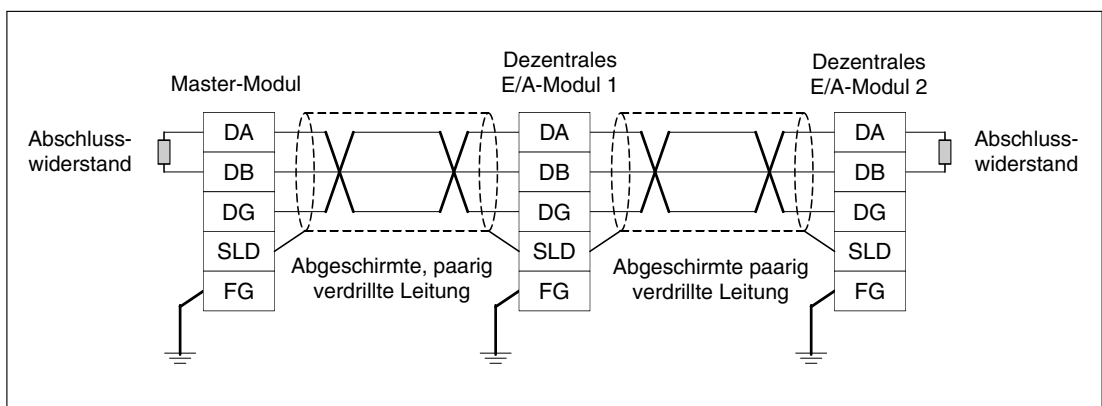 Master-Modul
Dezentrales
E/A-Modul 1
Dezentrales
E/A-Modul 2
Abschluss-
widerstand
DA
DB
DG
SLD
FG
Abgeschirmte, paarig
verdrillte Leitung
DA
DB
DG
SLD
FG
Abgeschirmte paarig
verdrillte Leitung
DA
DB
DG
SLD
FG
Abschluss-
widerstand